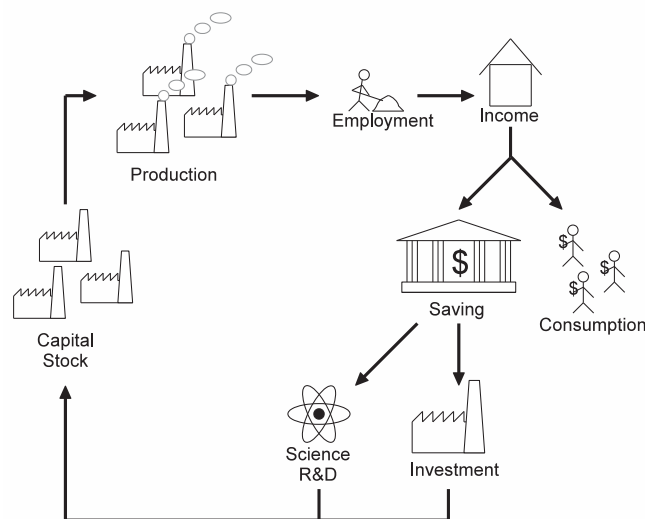 Production
Employment
Income
$
Saving
$
$
$
Consumption
Capital
Stock
Science
R&D
Investment